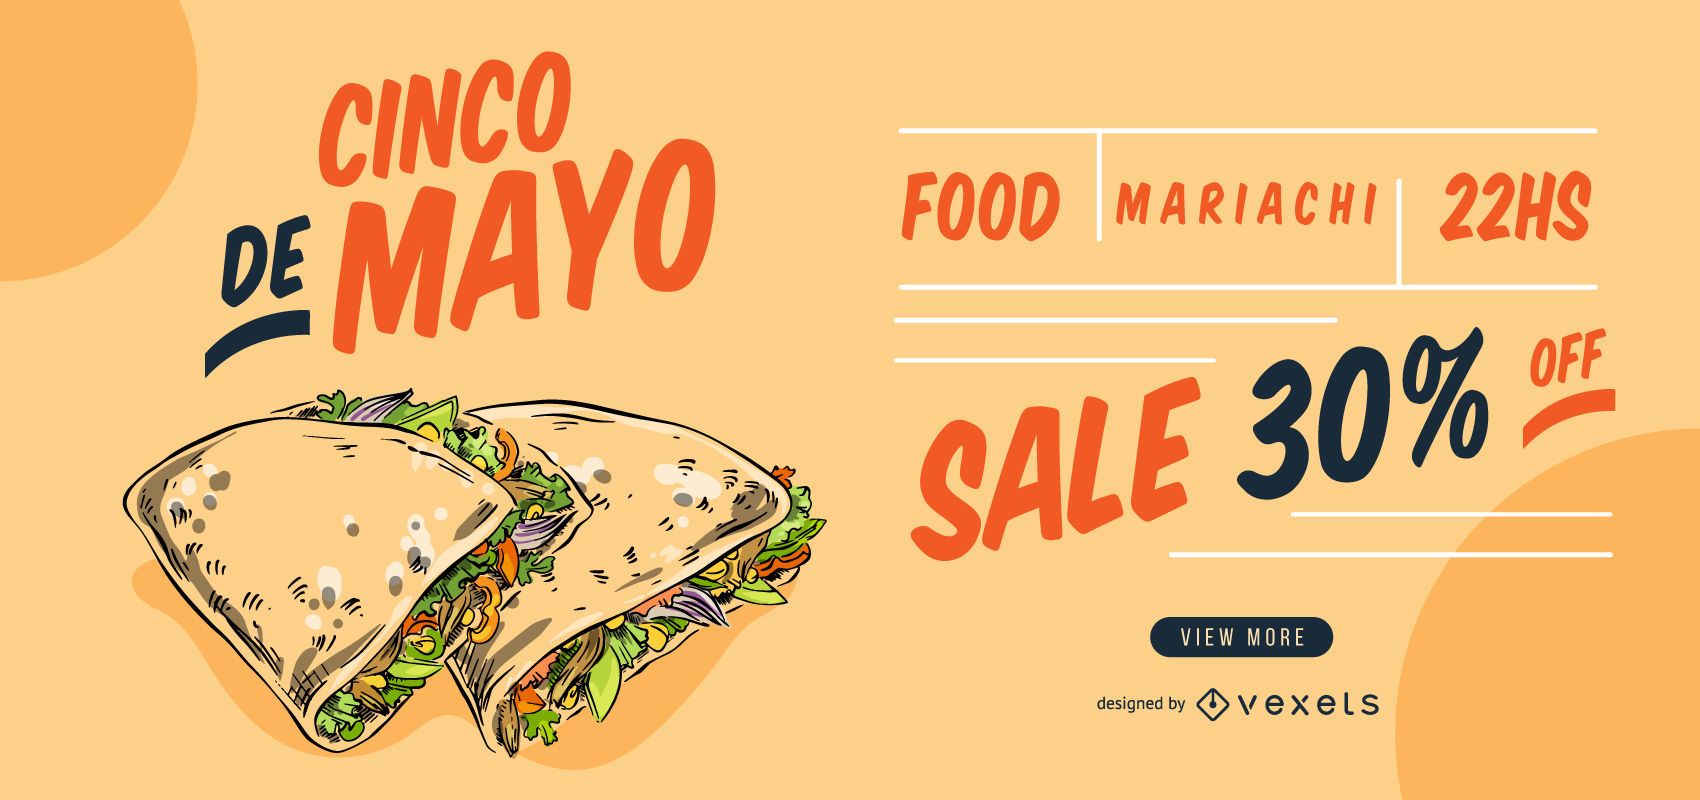 CINCO
DE MAYO
FOOD MARIACHI 22HS
SALE 30% OFF
VIEW MORE
designed by vexels